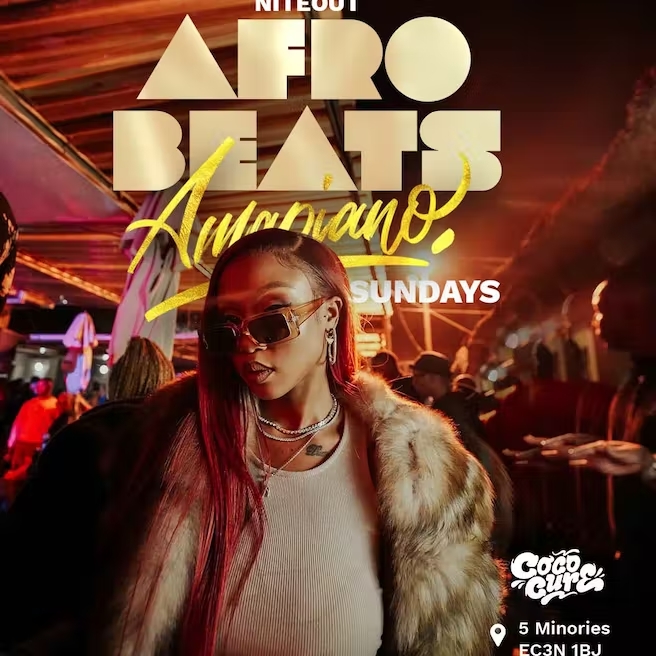 NITEOUT
AFRO
BEATS
Amapiano
SUNDAYS
COCO
CURE
5 Minories
EC3N 1BJ